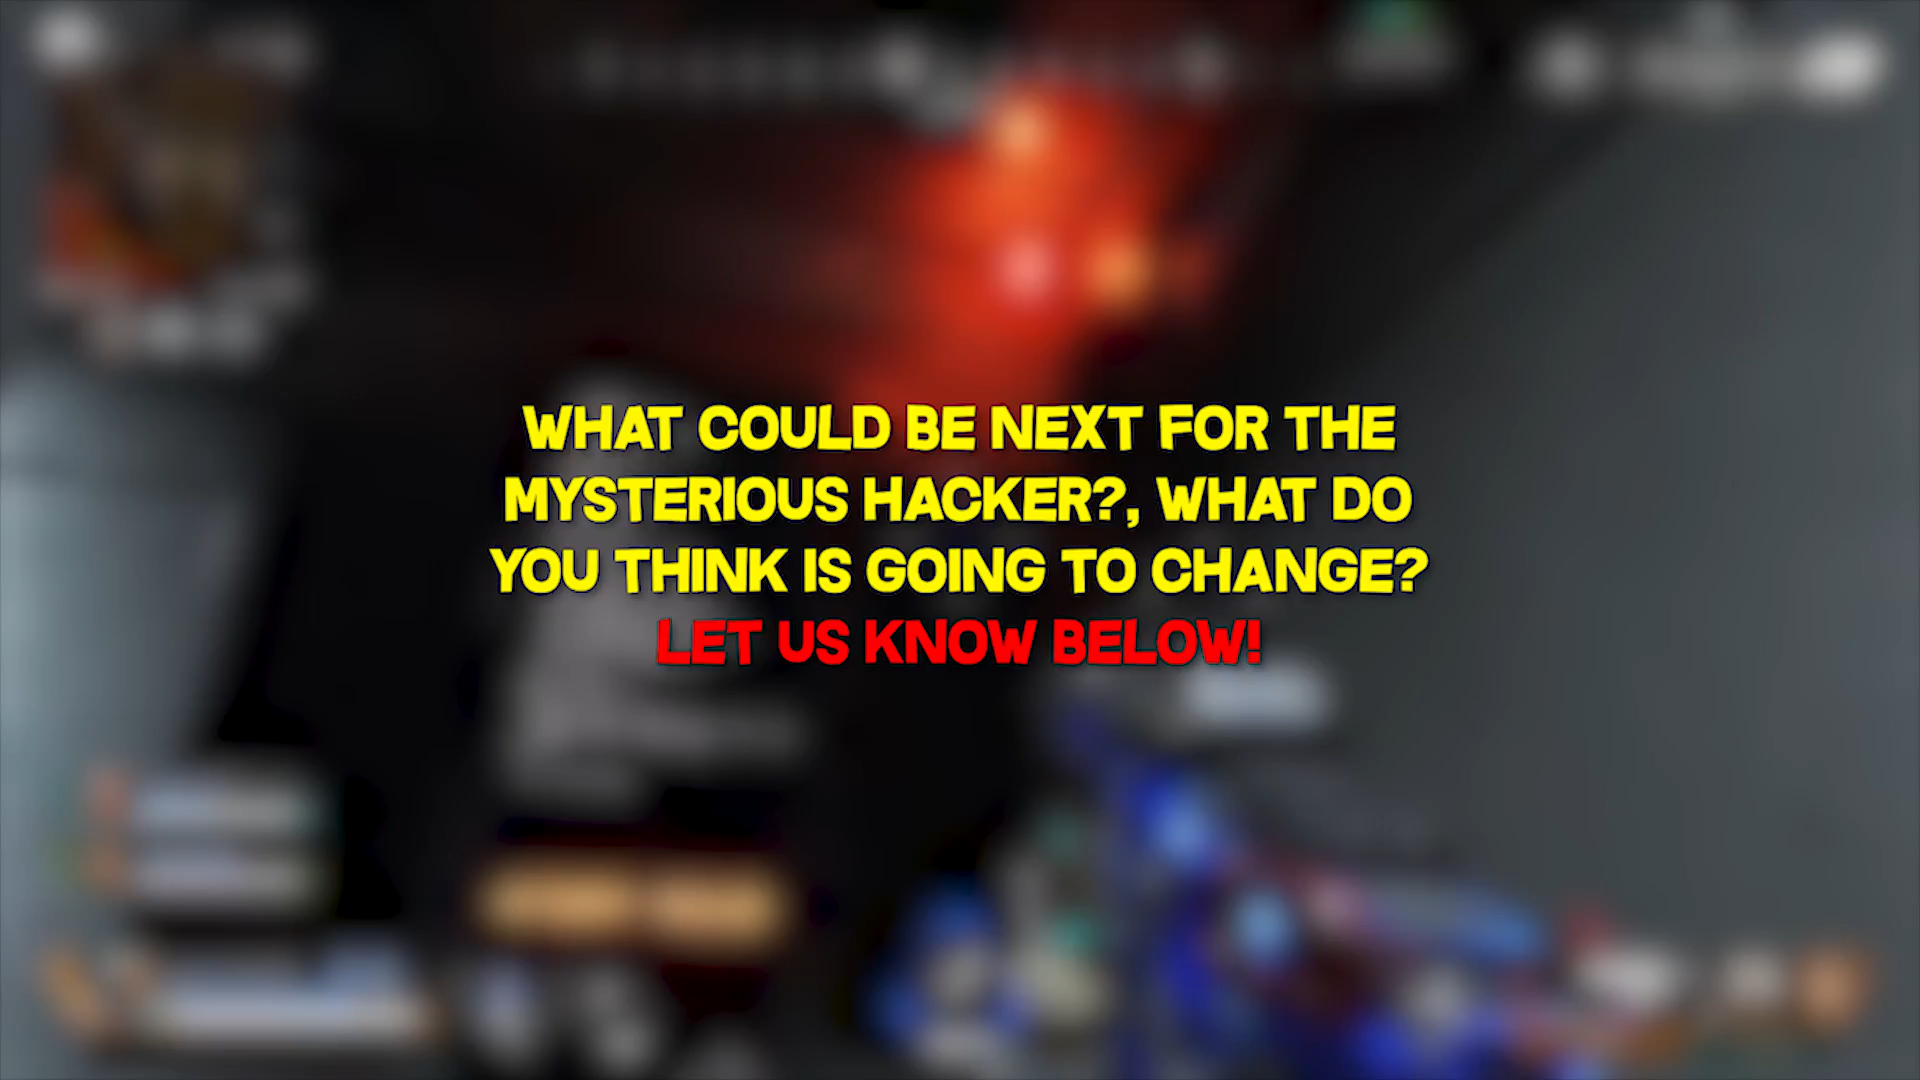 WHAT COULD BE NEXT FOR THE
MYSTERIOUS HACKER?, WHAT DO
YOU THINK IS GOING TO CHANGE?
LET US KNOW BELOW!